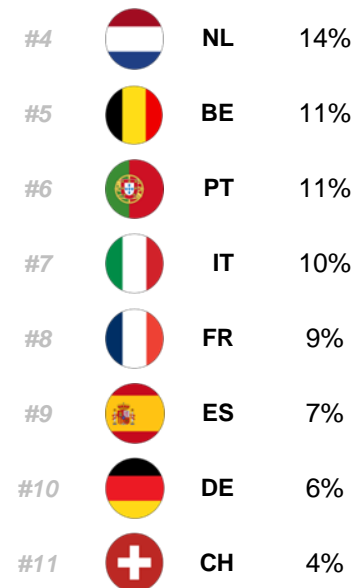 #4 NL 14%
#5 BE 11%
#6 PT 11%
#7 IT 10%
#8 FR 9%
#9 ES 7%
#10 DE 6%
#11 CH 4%